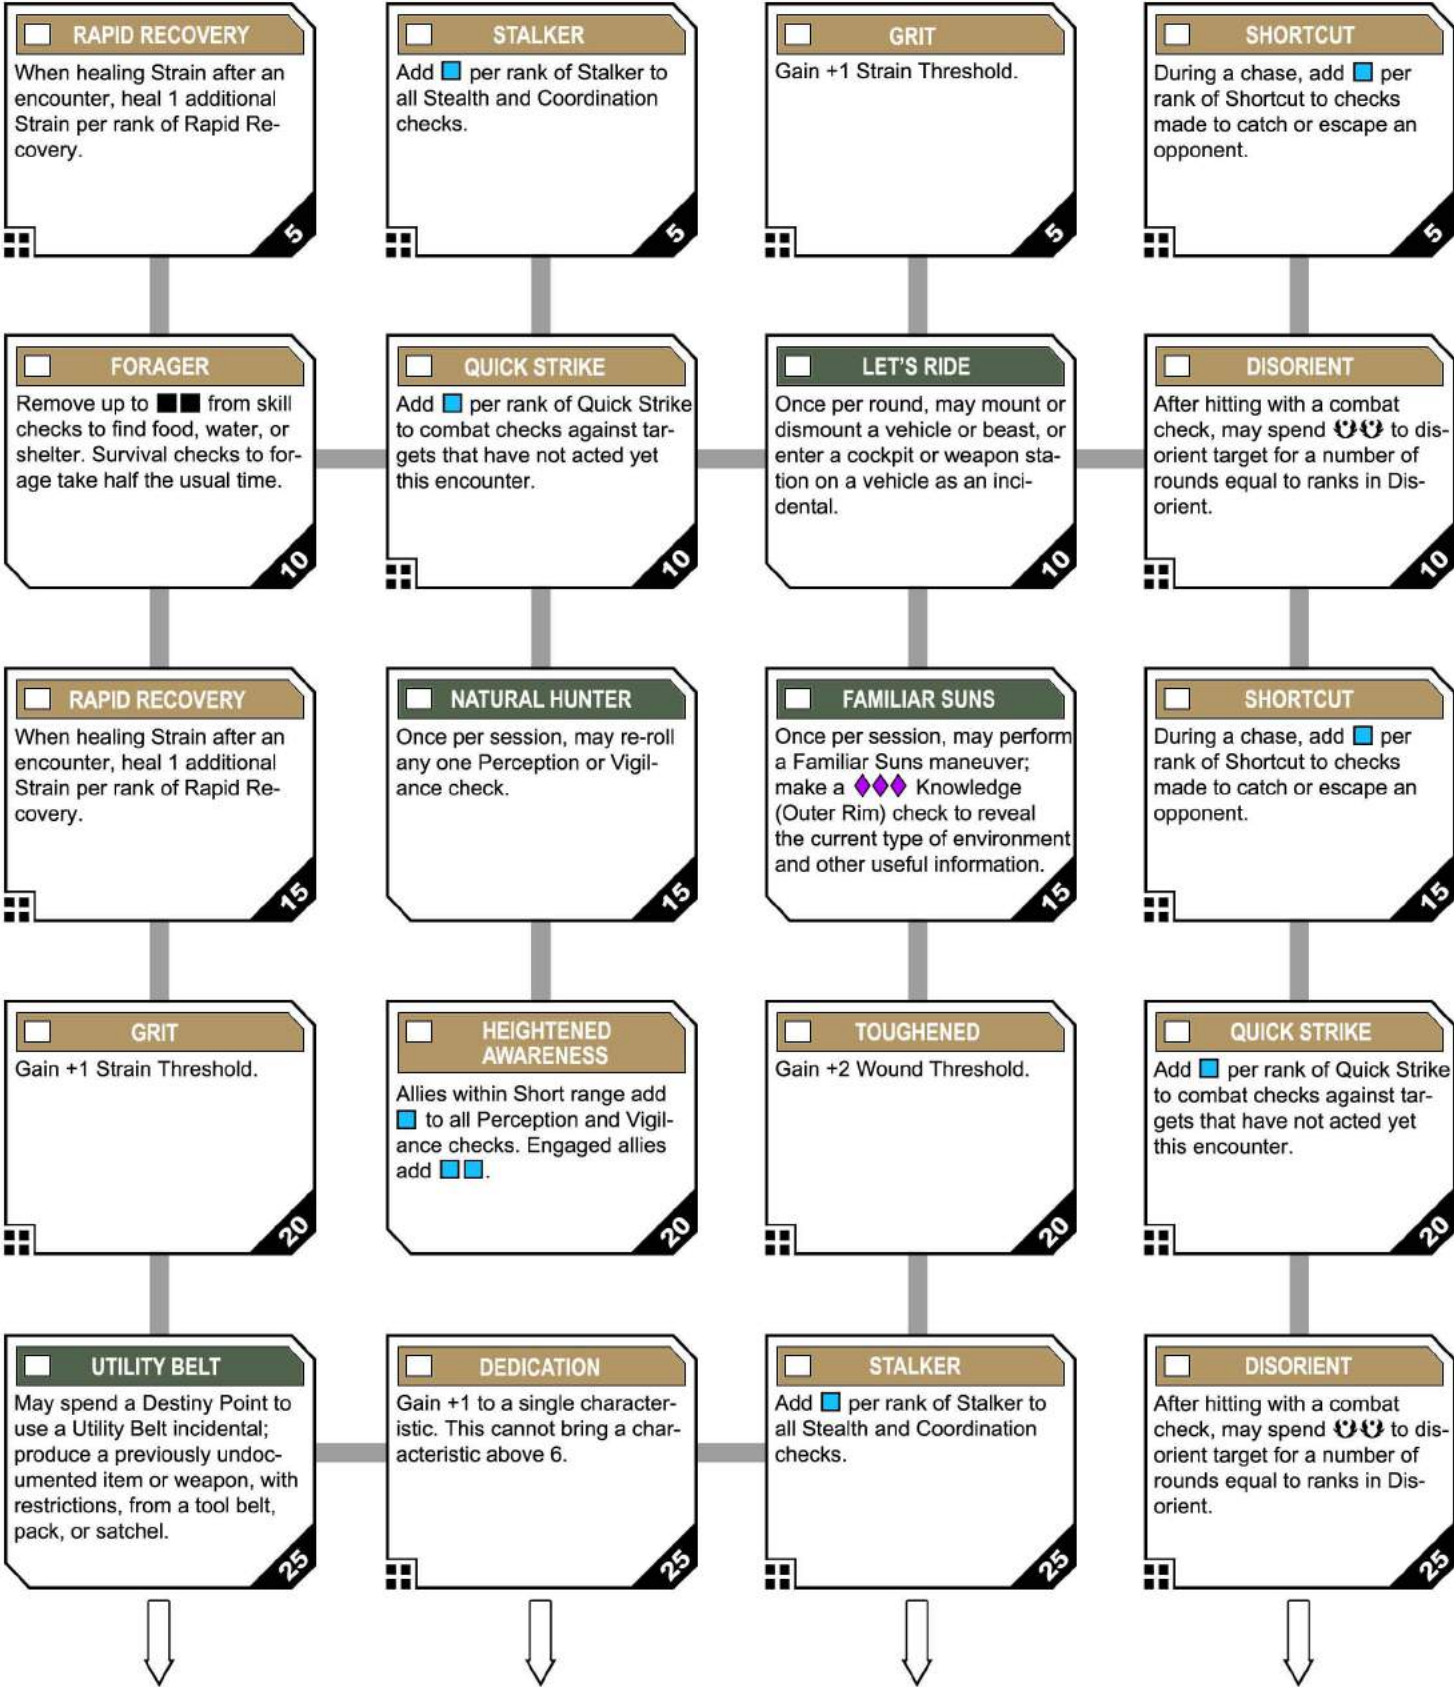 RAPID RECOVERY
When healing Strain after an
encounter, heal 1 additional
Strain per rank of Rapid Re-
covery.
5
STALKER
Add per rank of Stalker to
all Stealth and Coordination
checks.
5
GRIT
Gain +1 Strain Threshold.
5
SHORTCUT
During a chase, add per
rank of Shortcut to checks
made to catch or escape an
opponent.
5
FORAGER
Remove up to from skill
checks to find food, water, or
shelter. Survival checks to for-
age take half the usual time.
10
QUICK STRIKE
Add per rank of Quick Strike
to combat checks against tar-
gets that have not acted yet
this encounter.
10
LET'S RIDE
Once per round, may mount or
dismount a vehicle or beast, or
enter a cockpit or weapon sta-
tion on a vehicle as an inci-
dental.
10
DISORIENT
After hitting with a combat
check, may spend to dis-
orient target for a number of
rounds equal to ranks in Dis-
orient.
10
RAPID RECOVERY
When healing Strain after an
encounter, heal 1 additional
Strain per rank of Rapid Re-
covery.
15
NATURAL HUNTER
Once per session, may re-roll
any one Perception or Vigil-
ance check.
15
FAMILIAR SUNS
Once per session, may perform
a Familiar Suns maneuver;
make a Knowledge
(Outer Rim) check to reveal
the current type of environment
and other useful information.
15
SHORTCUT
During a chase, add per
rank of Shortcut to checks
made to catch or escape an
opponent.
15
GRIT
Gain +1 Strain Threshold.
20
HEIGHTENED
AWARENESS
Allies within Short range add
to all Perception and Vigil-
ance checks. Engaged allies
add .
20
TOUGHENED
Gain +2 Wound Threshold.
20
QUICK STRIKE
Add per rank of Quick Strike
to combat checks against tar-
gets that have not acted yet
this encounter.
20
UTILITY BELT
May spend a Destiny Point to
use a Utility Belt incidental;
produce a previously undoc-
umented item or weapon, with
restrictions, from a tool belt,
pack, or satchel.
25
DEDICATION
Gain +1 to a single character-
istic. This cannot bring a char-
acteristic above 6.
25
STALKER
Add per rank of Stalker to
all Stealth and Coordination
checks.
25
DISORIENT
After hitting with a combat
check, may spend to dis-
orient target for a number of
rounds equal to ranks in Dis-
orient.
25